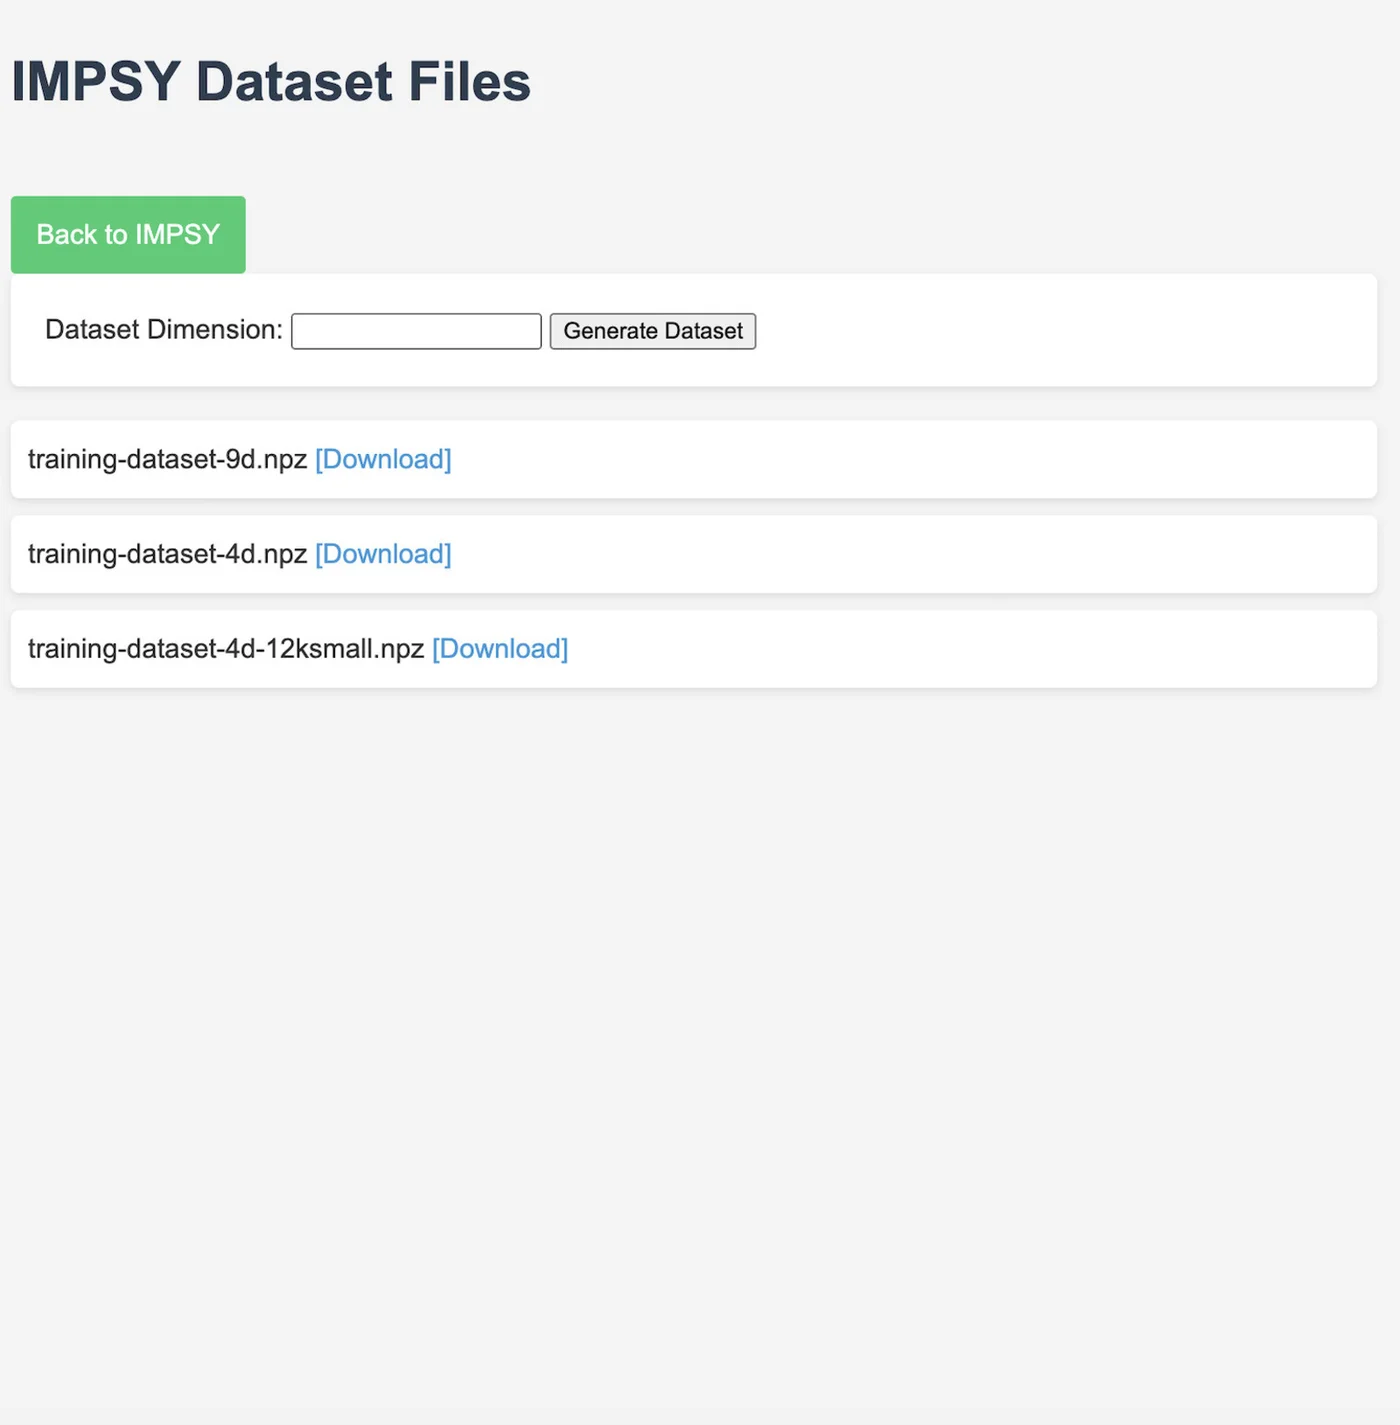 IMPSY Dataset Files
Back to IMPSY
Dataset Dimension: Generate Dataset
training-dataset-9d.npz [Download]
training-dataset-4d.npz [Download]
training-dataset-4d-12ksmall.npz [Download]